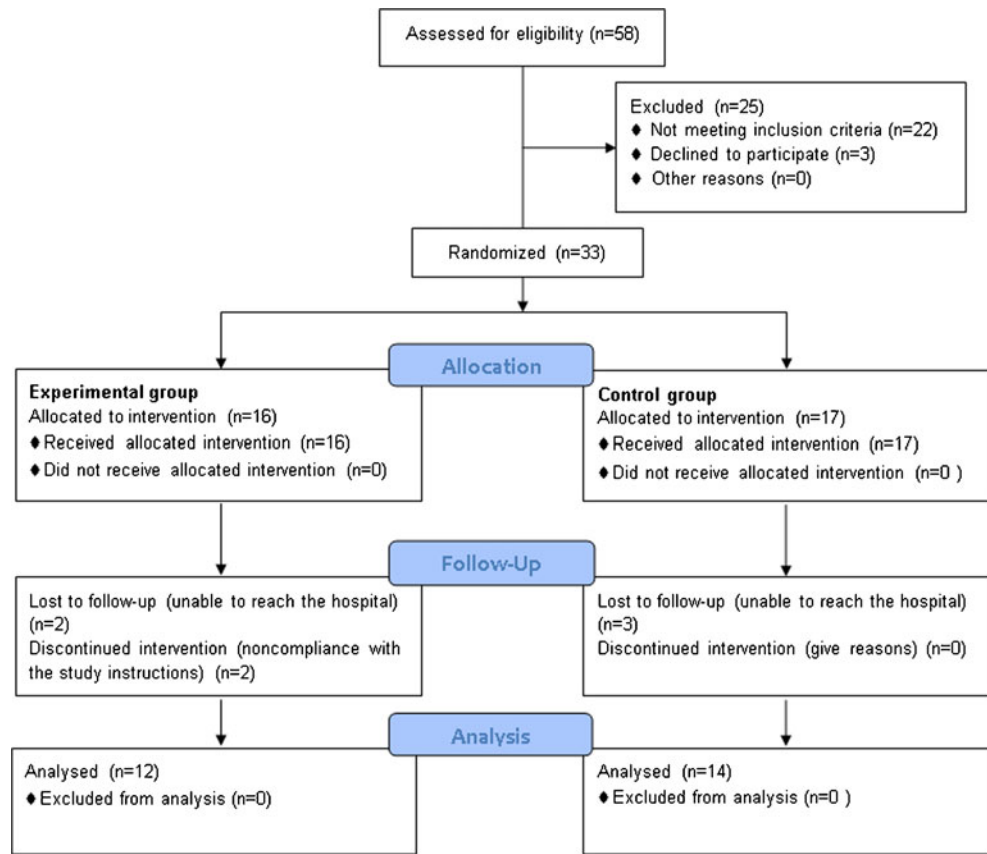 Assessed for eligibility (n=58)
Excluded (n=25)
♦ Not meeting inclusion criteria (n=22)
♦ Declined to participate (n=3)
♦ Other reasons (n=0)
Randomized (n=33)
Allocation
Experimental group
Allocated to intervention (n=16)
♦ Received allocated intervention (n=16)
♦ Did not receive allocated intervention (n=0)
Control group
Allocated to intervention (n=17)
♦ Received allocated intervention (n=17)
♦ Did not receive allocated intervention (n=0 )
Follow-Up
Lost to follow-up (unable to reach the hospital)
(n=2)
Discontinued intervention (noncompliance with
the study instructions) (n=2)
Lost to follow-up (unable to reach the hospital)
(n=3)
Discontinued intervention (give reasons) (n=0)
Analysis
Analysed (n=12)
♦ Excluded from analysis (n=0)
Analysed (n=14)
♦ Excluded from analysis (n=0 )